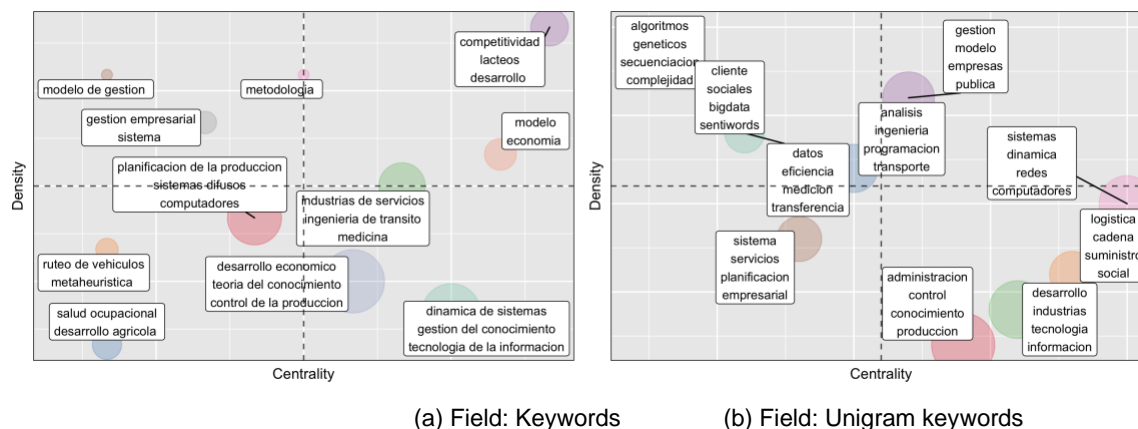 competitividad
lacteos
desarrollo
modelo de gestion
metodologia
gestion empresarial
sistema
modelo
economia
planificacion de la produccion
sistemas difusos
computadores
industrias de servicios
ingenieria de transito
medicina
ruteo de vehiculos
metaheuristica
desarrollo economico
teoria del conocimiento
control de la produccion
salud ocupacional
desarrollo agricola
dinamica de sistemas
gestion del conocimiento
tecnologia de la informacion
Density
Centrality
algoritmos
geneticos
secuenciacion
complejidad
cliente
sociales
bigdata
sentiwords
gestion
modelo
empresas
publica
analisis
ingenieria
programacion
transporte
datos
eficiencia
medicion
transferencia
sistemas
dinamica
redes
computadores
logistica
cadena
suministro
social
sistema
servicios
planificacion
empresarial
administracion
control
conocimiento
produccion
desarrollo
industrias
tecnologia
informacion
Density
Centrality
(a) Field: Keywords
(b) Field: Unigram keywords